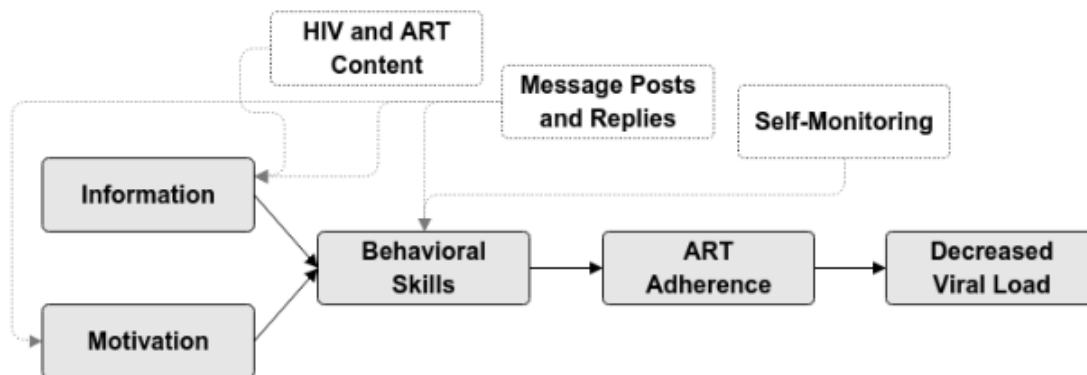 HIV and ART
Content
Message Posts
and Replies
Self-Monitoring
Information
Behavioral
Skills
ART
Adherence
Decreased
Viral Load
Motivation